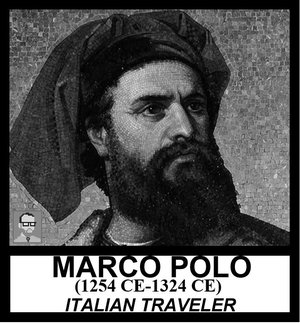 MARCO POLO
(1254 CE-1324 CE)
ITALIAN TRAVELER